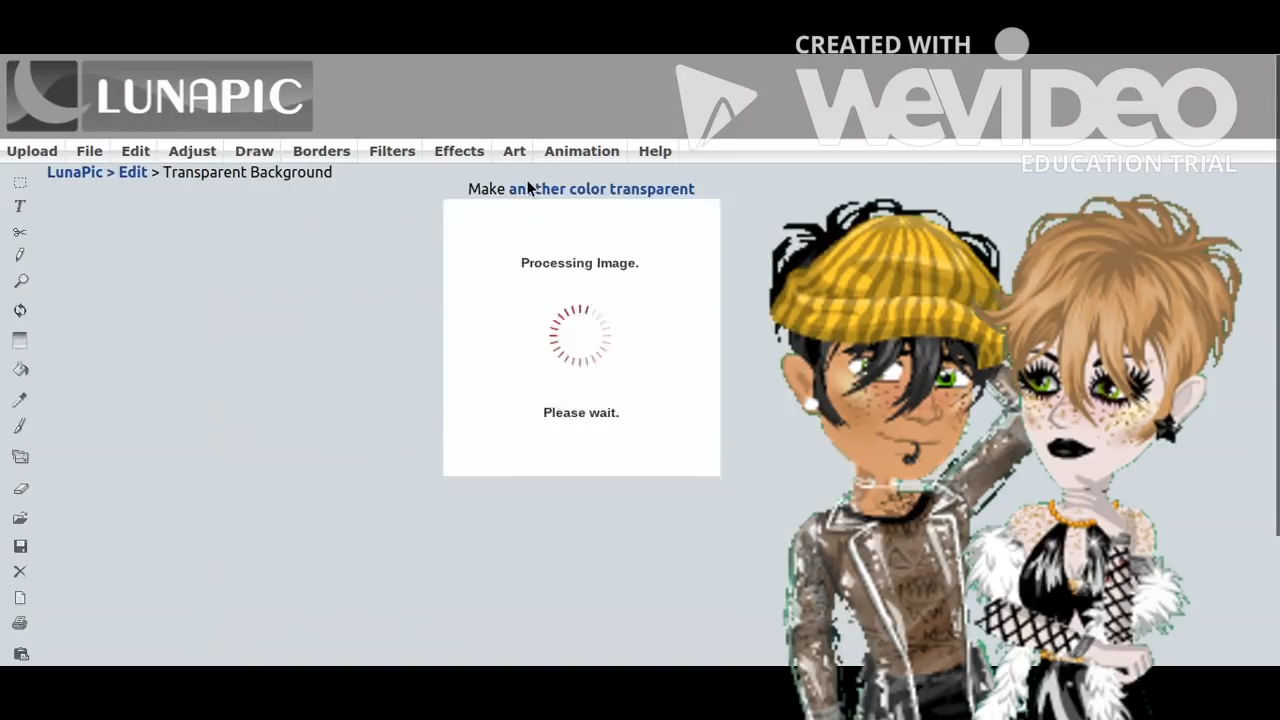 CREATED WITH
WEVIDEO
EDUCATION TRIAL
LUNAPIC
Upload File Edit Adjust Draw Borders Filters Effects Art Animation Help
LunaPic > Edit > Transparent Background
Make another color transparent
T
Processing Image.
Please wait.